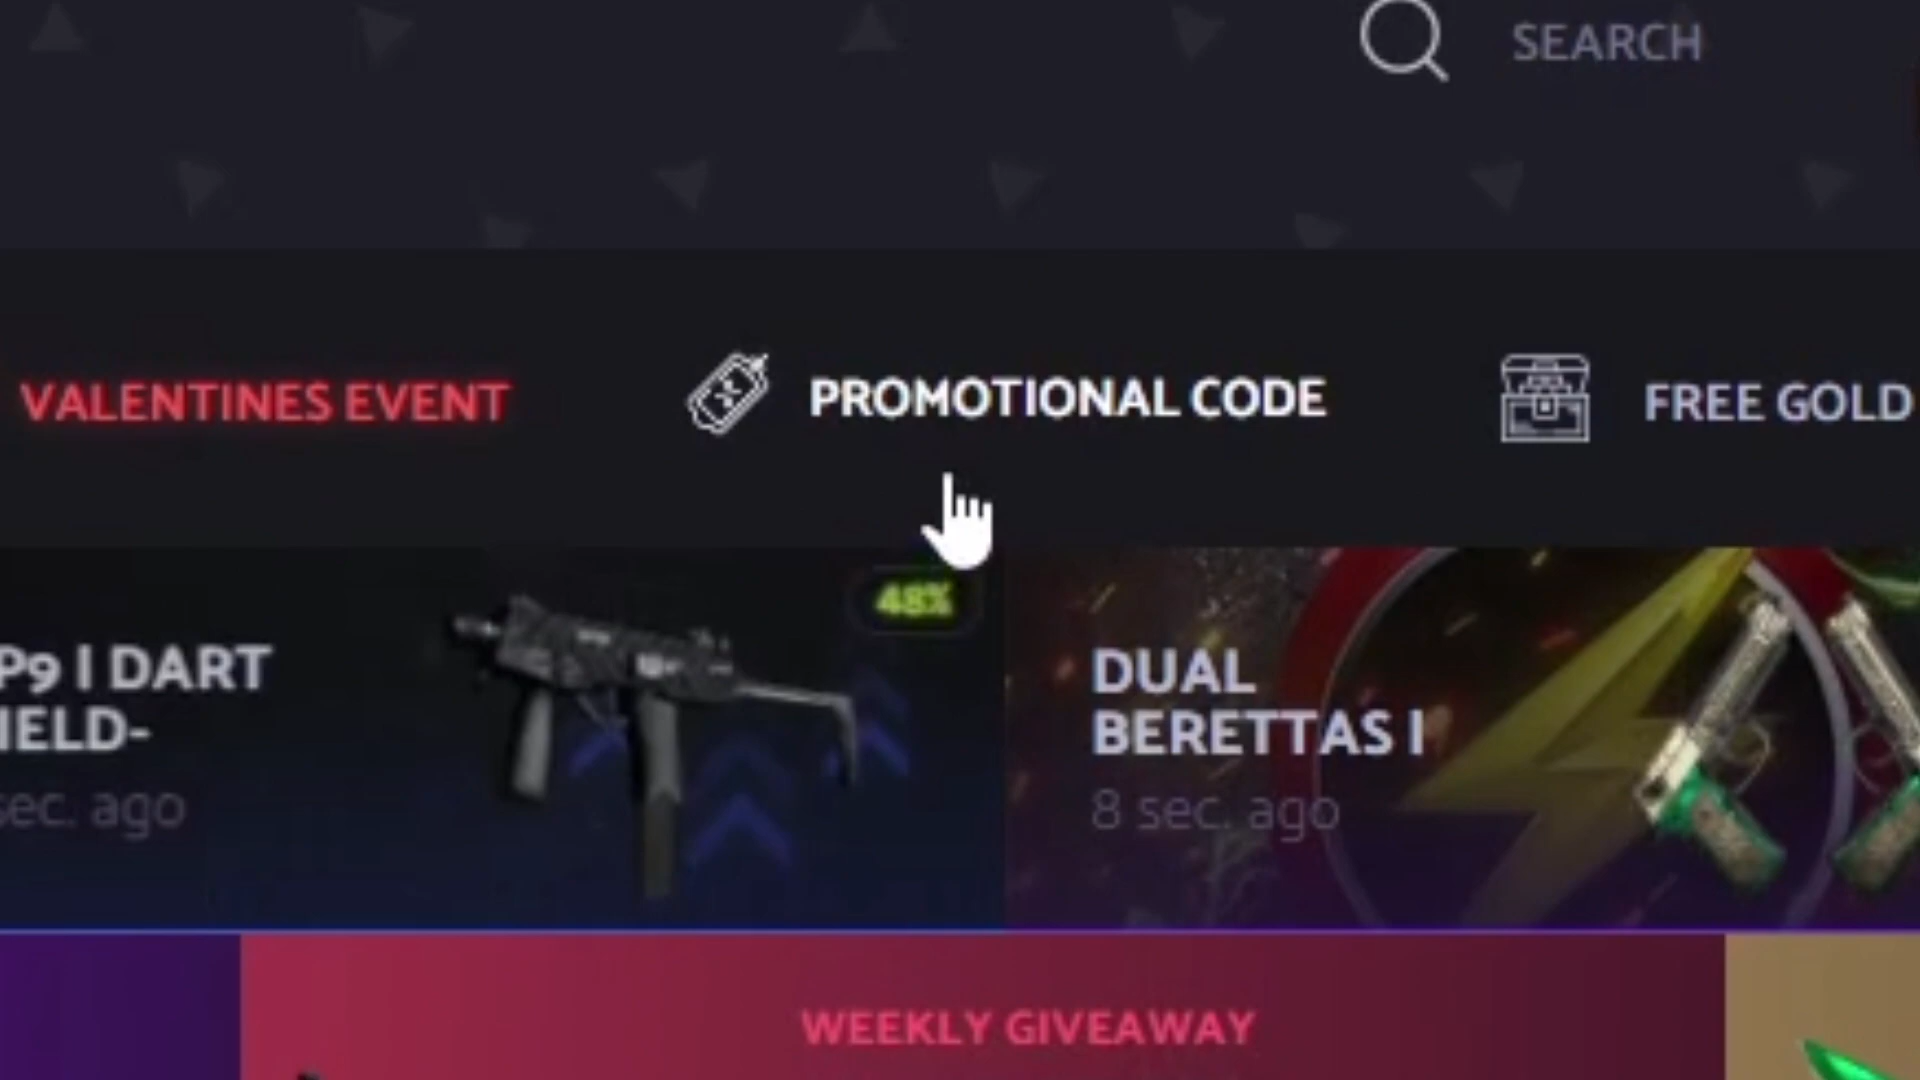 SEARCH
VALENTINES EVENT
PROMOTIONAL CODE
FREE GOLD
48%
P9 | DART
IELD-
sec. ago
DUAL
BERETTAS |
8 sec. ago
WEEKLY GIVEAWAY